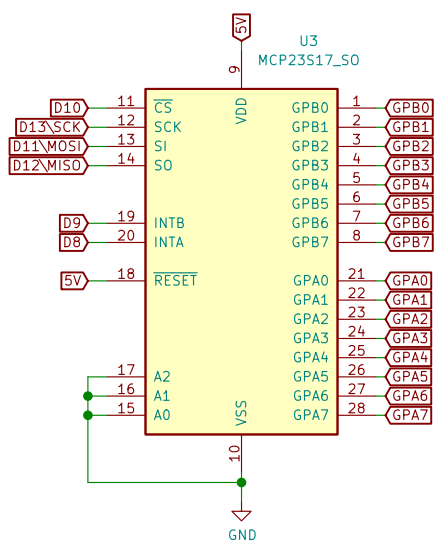 5V
U3
MCP23S17_SO
9
VDD
D10 11 CS GPB0 1 GPB0
D13\SCK 12 SCK GPB1 2 GPB1
D11\MOSI 13 SI GPB2 3 GPB2
D12\MISO 14 SO GPB3 4 GPB3
GPB4 5 GPB4
GPB5 6 GPB5
D9 19 INTB GPB6 7 GPB6
D8 20 INTA GPB7 8 GPB7
5V 18 RESET GPA0 21 GPA0
GPA1 22 GPA1
GPA2 23 GPA2
GPA3 24 GPA3
GPA4 25 GPA4
17 A2 GPA5 26 GPA5
16 A1 GPA6 27 GPA6
15 A0 GPA7 28 GPA7
VSS
10
GND